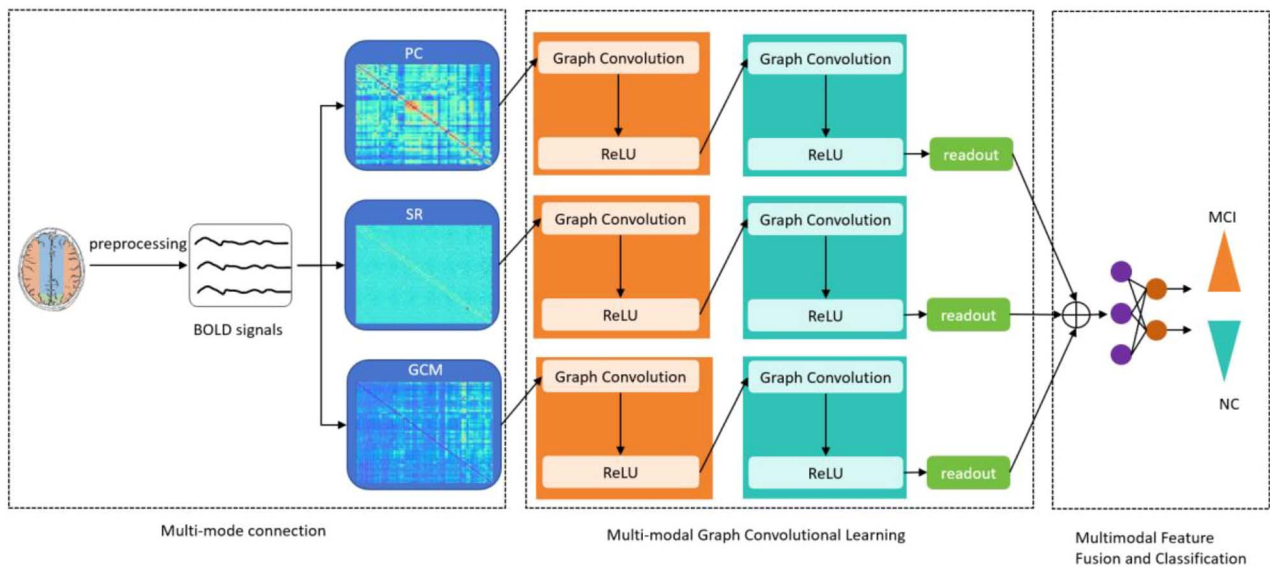 preprocessing
BOLD signals
PC
SR
GCM
Multi-mode connection
Graph Convolution
ReLU
Graph Convolution
ReLU
readout
Graph Convolution
ReLU
Graph Convolution
ReLU
readout
Graph Convolution
ReLU
Graph Convolution
ReLU
readout
Multi-modal Graph Convolutional Learning
MCI
NC
Multimodal Feature
Fusion and Classification